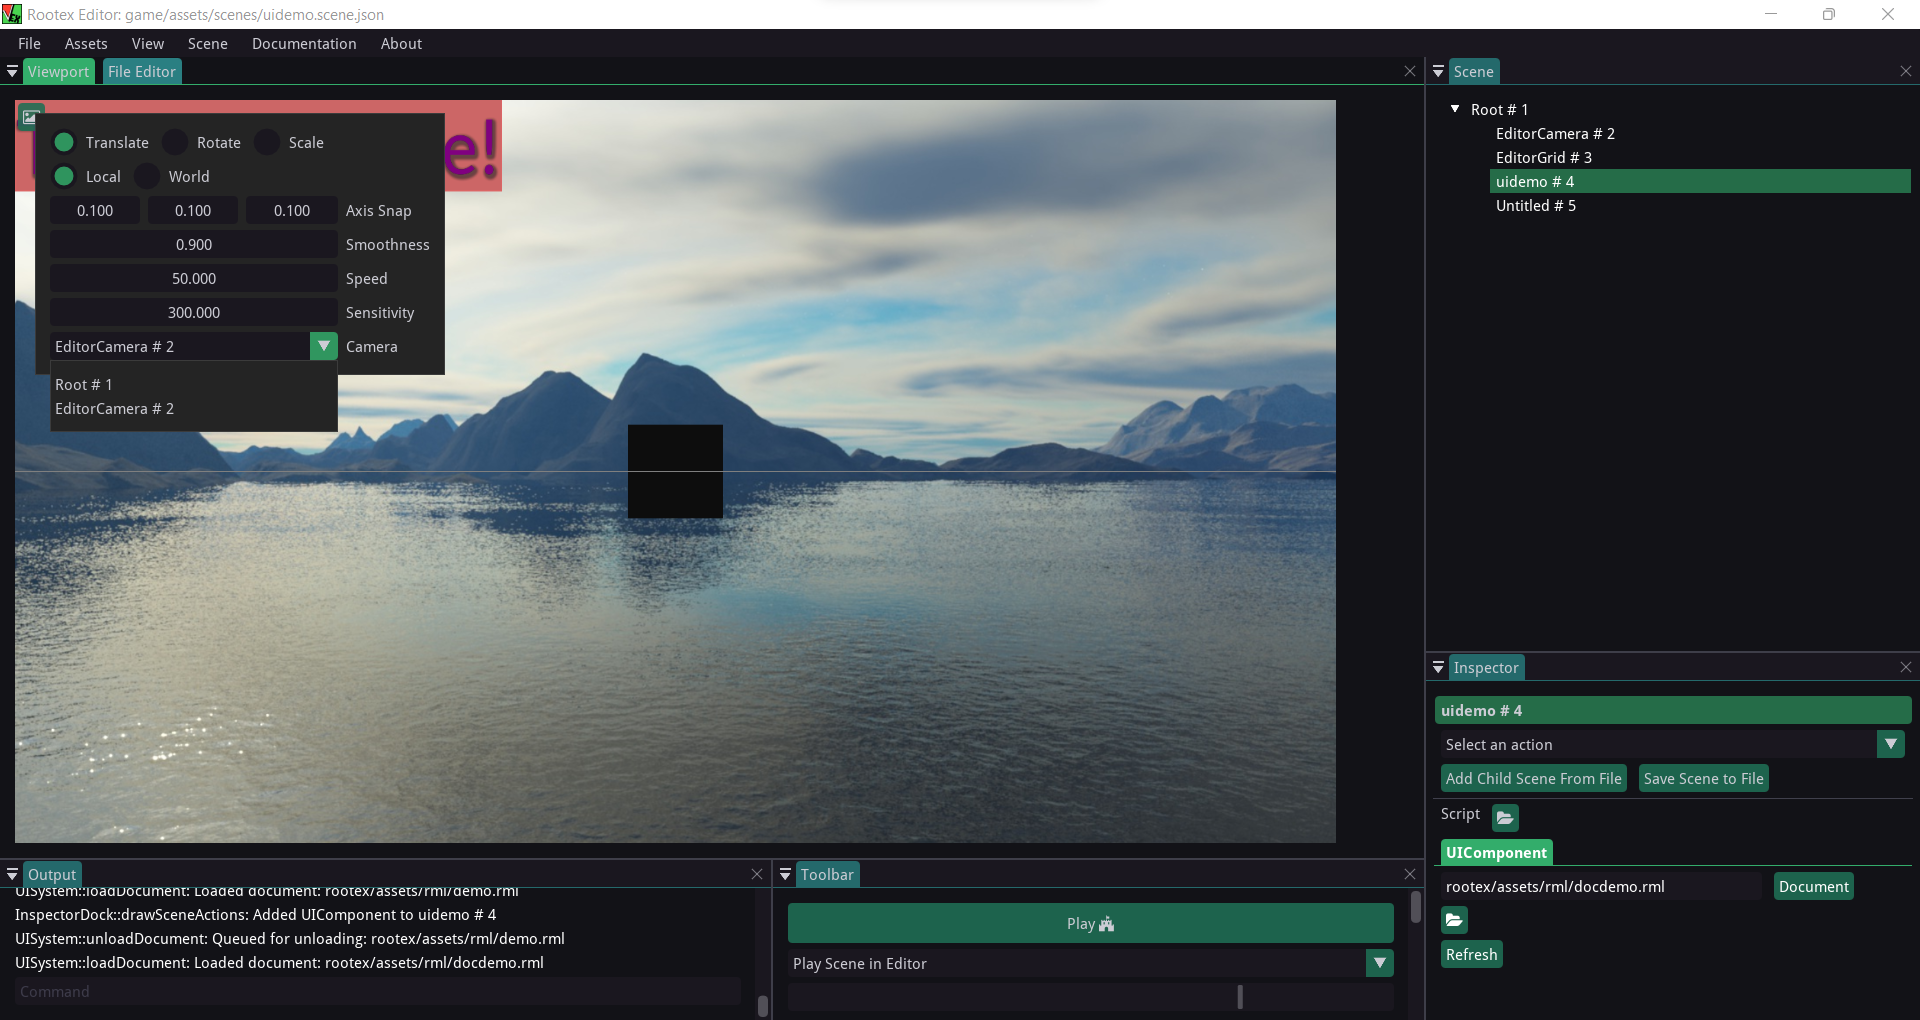 Rootex Editor: game/assets/scenes/uidemo.scene.json
File Assets View Scene Documentation About
Viewport File Editor
e!
Translate Rotate Scale
Local World
0.100 0.100 0.100 Axis Snap
0.900 Smoothness
50.000 Speed
300.000 Sensitivity
EditorCamera # 2 Camera
Root # 1
EditorCamera # 2
Scene
Root # 1
EditorCamera # 2
EditorGrid # 3
uidemo # 4
Untitled # 5
Inspector
uidemo # 4
Select an action
Add Child Scene From File Save Scene to File
Script
UIComponent
rootex/assets/rml/docdemo.rml Document
Refresh
Output
UISystem::loadDocument: Loaded document: rootex/assets/rml/demo.rml
InspectorDock::drawSceneActions: Added UIComponent to uidemo # 4
UISystem::unloadDocument: Queued for unloading: rootex/assets/rml/demo.rml
UISystem::loadDocument: Loaded document: rootex/assets/rml/docdemo.rml
Command
Toolbar
Play
Play Scene in Editor